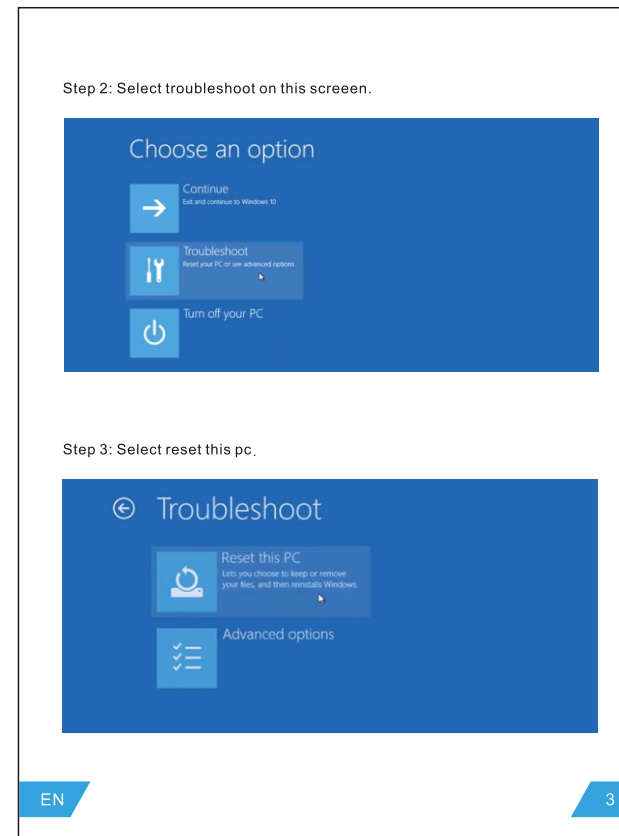 Step 2: Select troubleshoot on this screeen.
Choose an option
Continue
Exit and continue to Windows 10
Troubleshoot
Reset your PC or see advanced options
Turn off your PC
Step 3: Select reset this pc.
Troubleshoot
Reset this PC
Lets you choose to keep or remove
your files, and then reinstalls Windows.
Advanced options
EN
3